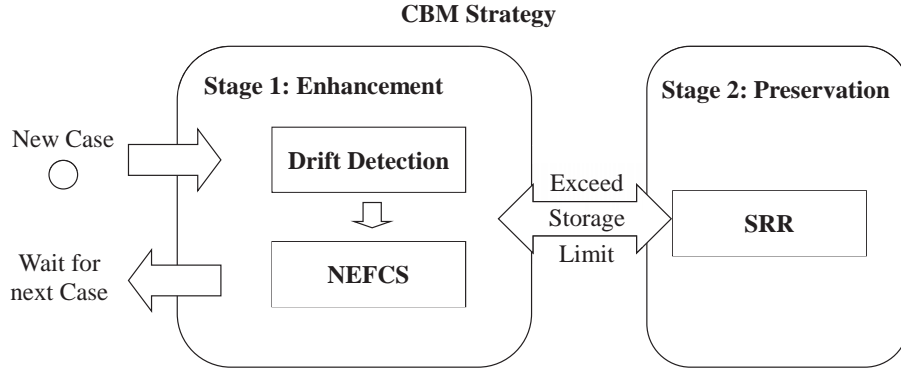 CBM Strategy
Stage 1: Enhancement
Stage 2: Preservation
New Case
Drift Detection
Exceed
Storage
Limit
SRR
Wait for
next Case
NEFCS